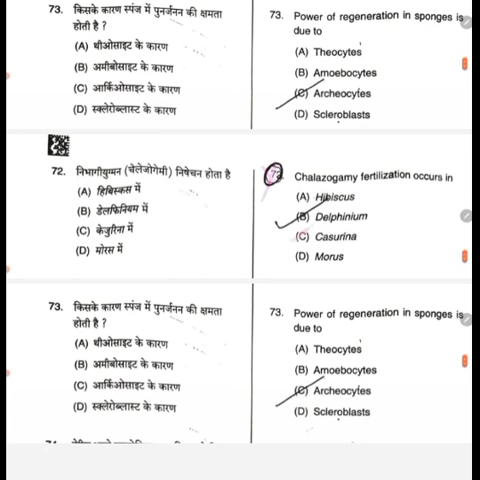 73. किसके कारण स्पंज में पुनर्जनन की क्षमता
होती है ?
(A) थीओसाइट के कारण
(B) अमीबोसाइट के कारण
(C) आर्किओसाइट के कारण
(D) स्क्लेरोब्लास्ट के कारण
73. Power of regeneration in sponges is
due to
(A) Theocytes
(B) Amoebocytes
(C) Archeocytes
(D) Scleroblasts
72. निभागीयुग्मन (चेलेजोगेमी) निषेचन होता है
(A) हिबिस्कस में
(B) डेलफिनियम में
(C) केजुरिना में
(D) मोरस में
72. Chalazogamy fertilization occurs in
(A) Hibiscus
(B) Delphinium
(C) Casurina
(D) Morus
73. किसके कारण स्पंज में पुनर्जनन की क्षमता
होती है ?
(A) थीओसाइट के कारण
(B) अमीबोसाइट के कारण
(C) आर्किओसाइट के कारण
(D) स्क्लेरोब्लास्ट के कारण
73. Power of regeneration in sponges is
due to
(A) Theocytes
(B) Amoebocytes
(C) Archeocytes
(D) Scleroblasts